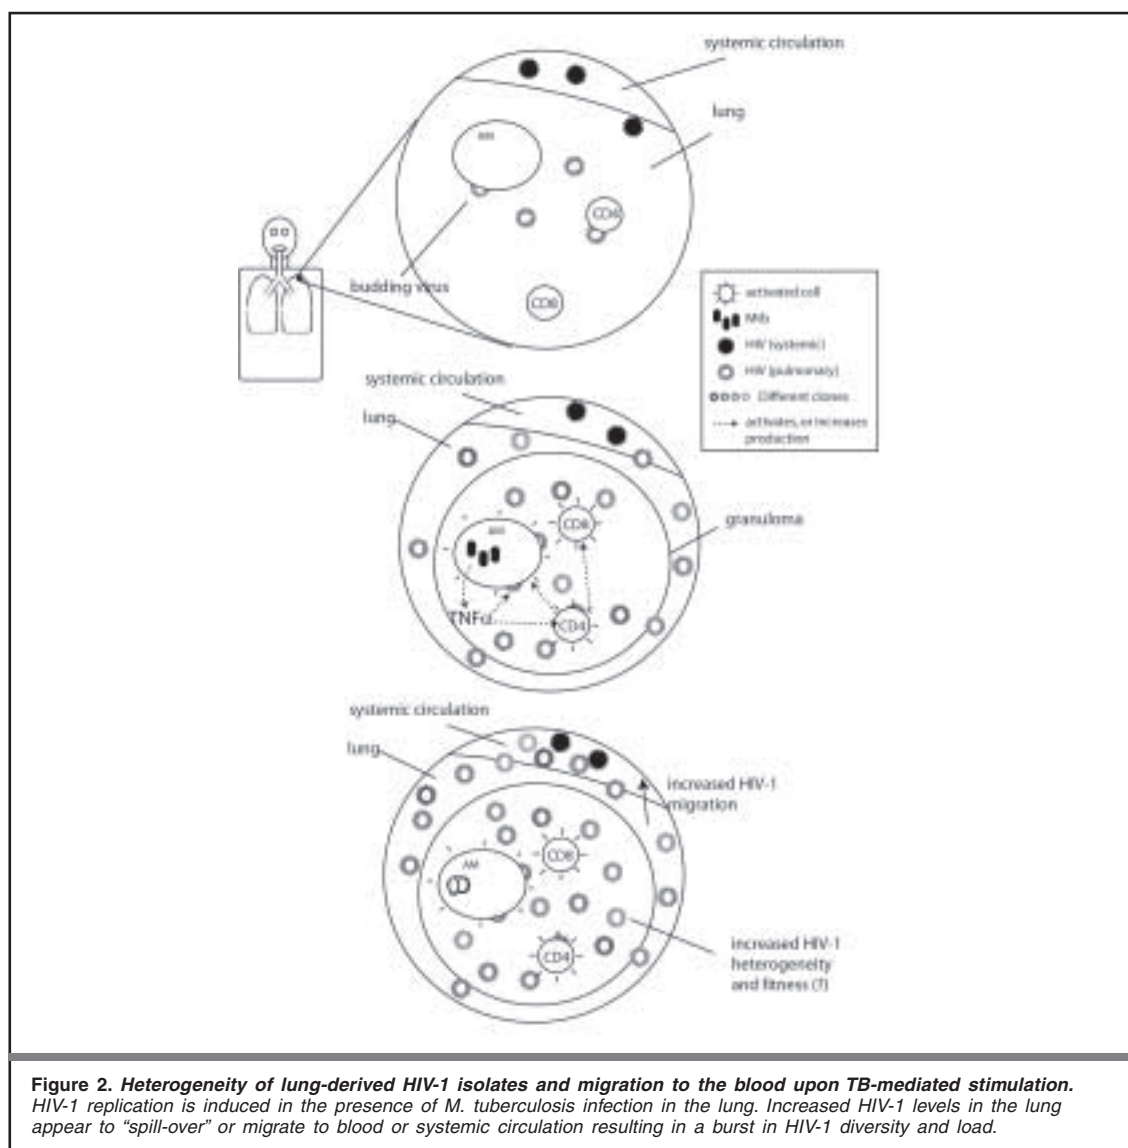 systemic circulation
lung
AM
CD4
budding virus
CD8
activated cell
Mtb
HIV (systemic)
HIV (pulmonary)
Different clones
activates, or increases
production
systemic circulation
lung
CD8
AM
granuloma
TNFα
CD4
systemic circulation
lung
increased HIV-1
migration
CD8
AM
CD4
increased HIV-1
heterogeneity
and fitness (?)
Figure 2. Heterogeneity of lung-derived HIV-1 isolates and migration to the blood upon TB-mediated stimulation.
HIV-1 replication is induced in the presence of M. tuberculosis infection in the lung. Increased HIV-1 levels in the lung
appear to “spill-over” or migrate to blood or systemic circulation resulting in a burst in HIV-1 diversity and load.